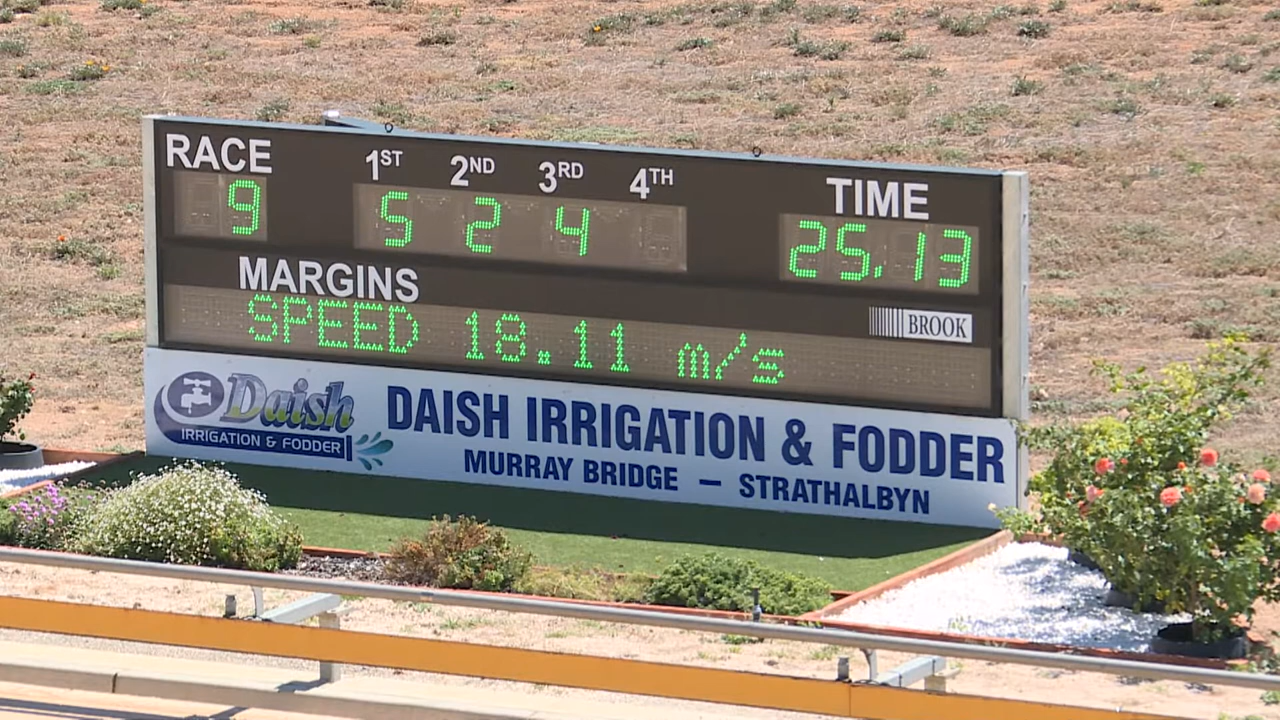 RACE 1ST 2ND 3RD 4TH TIME
9 5 2 4 25.13
MARGINS
BROOK
SPEED 18.11 m/s
Daish
IRRIGATION & FODDER
DAISH IRRIGATION & FODDER
MURRAY BRIDGE – STRATHALBYN